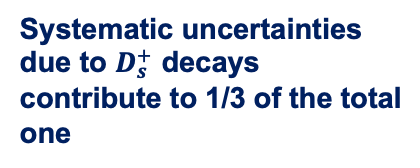 Systematic uncertainties
due to D_s^+ decays
contribute to 1/3 of the total
one